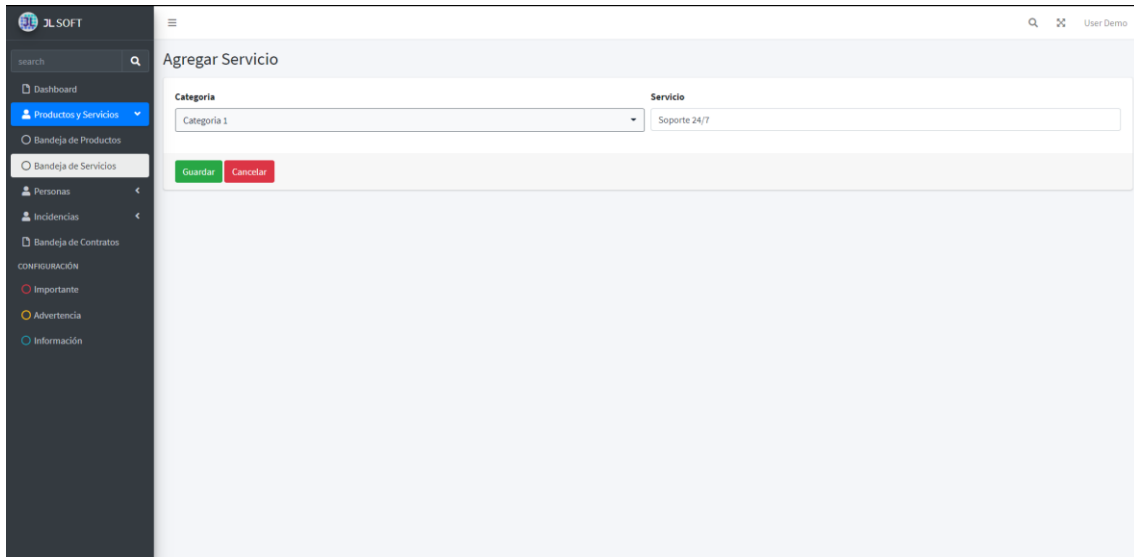 JL SOFT
User Demo
search
Agregar Servicio
Dashboard
Categoria
Servicio
Productos y Servicios
Categoria 1
Soporte 24/7
Bandeja de Productos
Bandeja de Servicios
Guardar
Cancelar
Personas
Incidencias
Bandeja de Contratos
CONFIGURACIÓN
Importante
Advertencia
Información